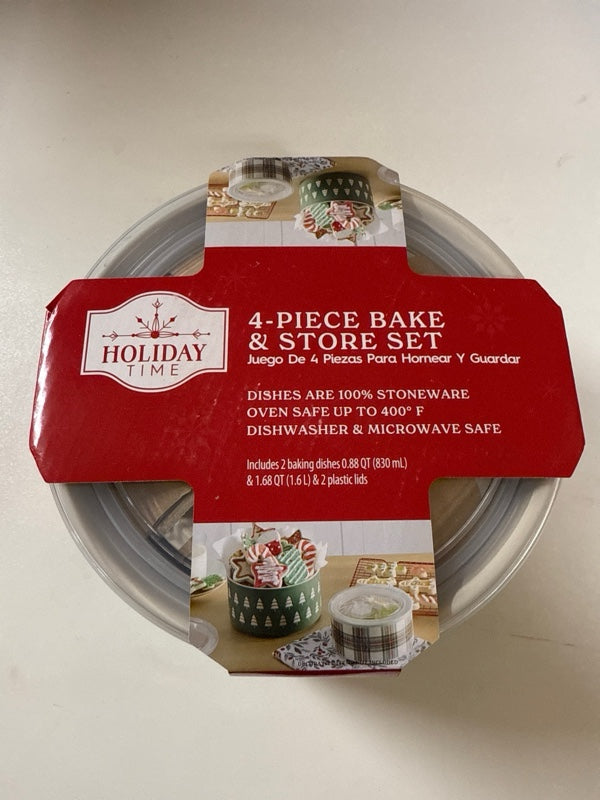 HOLIDAY
TIME
4-PIECE BAKE
& STORE SET
Juego De 4 Piezas Para Hornear Y Guardar
DISHES ARE 100% STONEWARE
OVEN SAFE UP TO 400° F
DISHWASHER & MICROWAVE SAFE
Includes 2 baking dishes 0.88 QT (830 mL)
& 1.68 QT (1.6 L) & 2 plastic lids
NOT INCLUDED